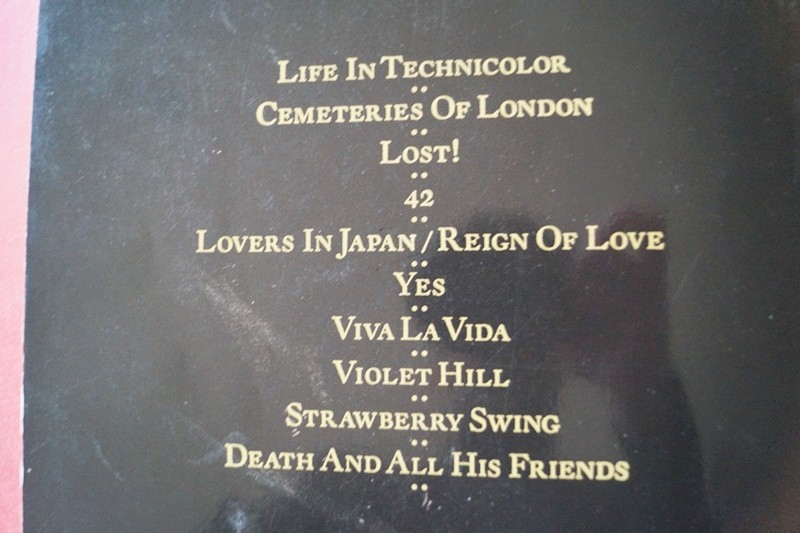 Life In Technicolor
Cemeteries Of London
Lost!
42
Lovers In Japan / Reign Of Love
Yes
Viva La Vida
Violet Hill
Strawberry Swing
Death And All His Friends